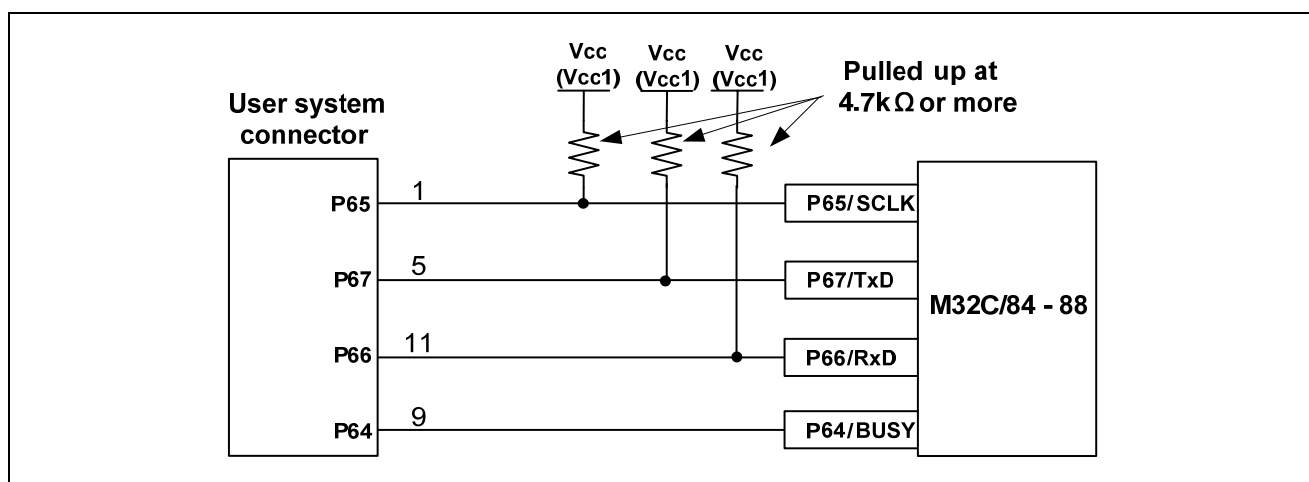 Vcc
(Vcc1)
Vcc
(Vcc1)
Vcc
(Vcc1)
Pulled up at
4.7kΩ or more
User system
connector
P65
1
P65/SCLK
P67
5
P67/TxD
M32C/84 - 88
P66
11
P66/RxD
P64
9
P64/BUSY